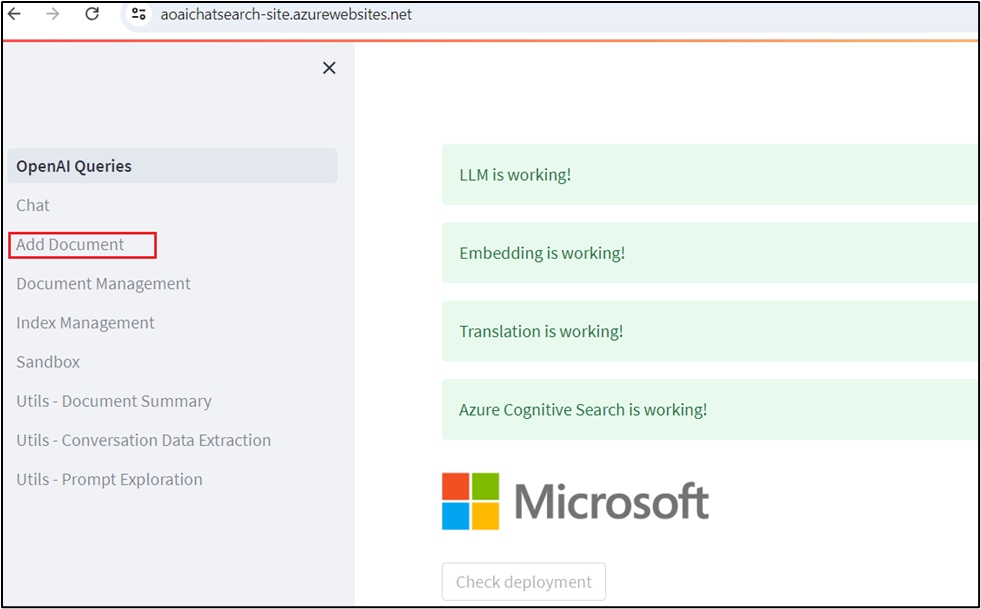 aoaichatsearch-site.azurewebsites.net
OpenAI Queries
Chat
Add Document
Document Management
Index Management
Sandbox
Utils - Document Summary
Utils - Conversation Data Extraction
Utils - Prompt Exploration
LLM is working!
Embedding is working!
Translation is working!
Azure Cognitive Search is working!
Microsoft
Check deployment